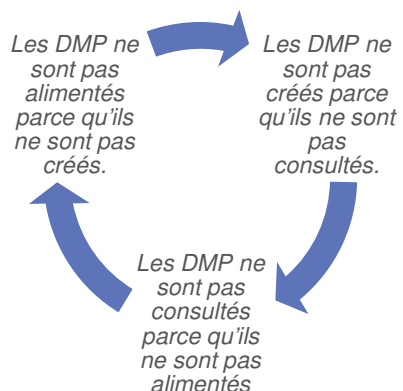 Les DMP ne
sont pas
alimentés
parce qu'ils
ne sont pas
créés.
Les DMP ne
sont pas
créés parce
qu'ils ne sont
pas
consultés.
Les DMP ne
sont pas
consultés
parce qu'ils
ne sont pas
alimentés